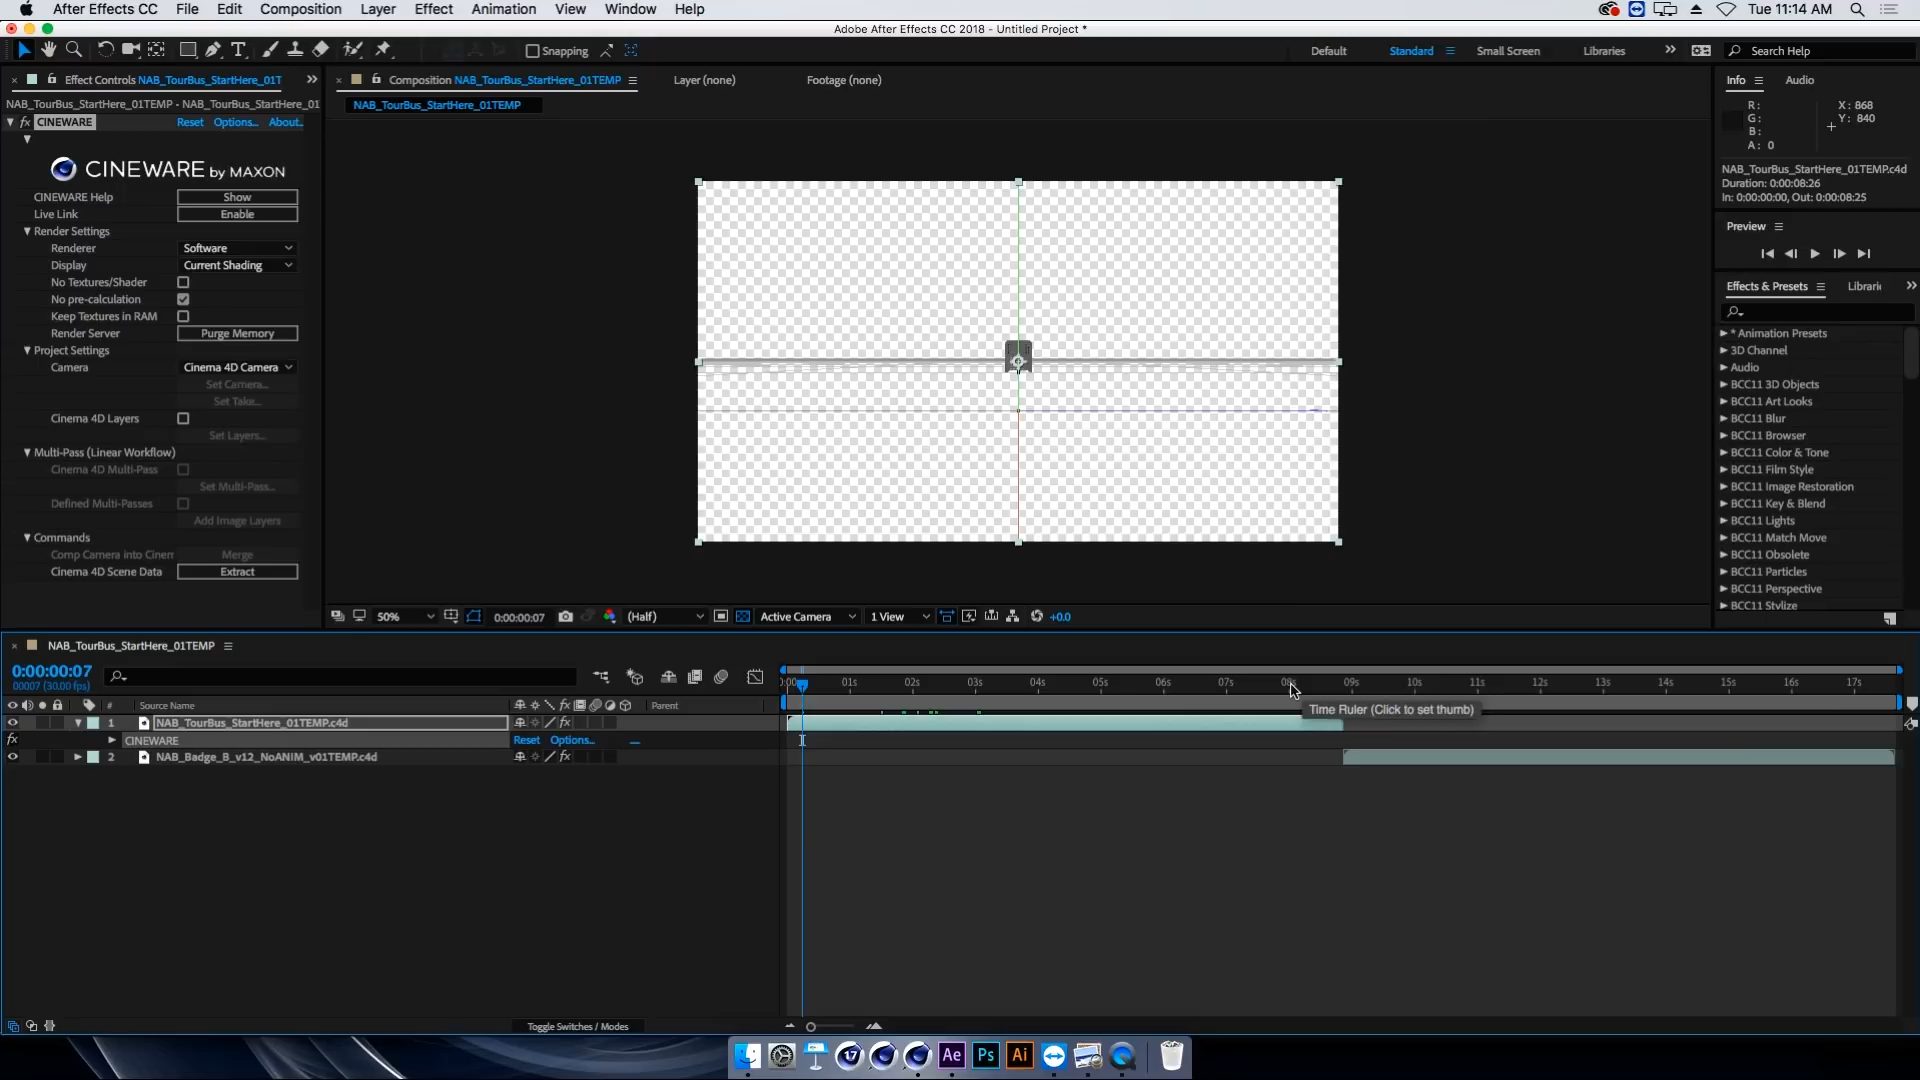 After Effects CC File Edit Composition Layer Effect Animation View Window Help Tue 11:14 AM
Adobe After Effects CC 2018 - Untitled Project *
Snapping Default Standard Small Screen Libraries Search Help
Effect Controls NAB_TourBus_StartHere_01T
Composition NAB_TourBus_StartHere_01TEMP Layer (none) Footage (none)
Info Audio
NAB_TourBus_StartHere_01TEMP - NAB_TourBus_StartHere_01
NAB_TourBus_StartHere_01TEMP
R: X: 868
G: Y: 840
B:
A: 0
fx CINEWARE Reset Options... About..
CINEWARE by MAXON
NAB_TourBus_StartHere_01TEMP.c4d
Duration: 0:00:08:26
In: 0:00:00:00, Out: 0:00:08:25
CINEWARE Help Show
Live Link Enable
Render Settings
Renderer Software
Display Current Shading
No Textures/Shader
No pre-calculation
Keep Textures in RAM
Render Server Purge Memory
Project Settings
Camera Cinema 4D Camera
Set Camera...
Set Take...
Cinema 4D Layers
Set Layers...
Multi-Pass (Linear Workflow)
Cinema 4D Multi-Pass
Set Multi-Pass...
Defined Multi-Passes
Add Image Layers
Commands
Comp Camera into Cinem Merge
Cinema 4D Scene Data Extract
Preview
Effects & Presets Librari
* Animation Presets
3D Channel
Audio
BCC11 3D Objects
BCC11 Art Looks
BCC11 Blur
BCC11 Browser
BCC11 Color & Tone
BCC11 Film Style
BCC11 Image Restoration
BCC11 Key & Blend
BCC11 Lights
BCC11 Match Move
BCC11 Obsolete
BCC11 Particles
BCC11 Perspective
BCC11 Stylize
50% 0:00:00:07 (Half) Active Camera 1 View +0.0
NAB_TourBus_StartHere_01TEMP
0:00:00:07
00007 (30.00 fps)
:00 01s 02s 03s 04s 05s 06s 07s 08s 09s 10s 11s 12s 13s 14s 15s 16s 17s
# Source Name fx Parent
Time Ruler (Click to set thumb)
1 NAB_TourBus_StartHere_01TEMP.c4d fx
fx CINEWARE Reset Options...
2 NAB_Badge_B_v12_NoANIM_v01TEMP.c4d fx
Toggle Switches / Modes
17 Ae Ps Ai